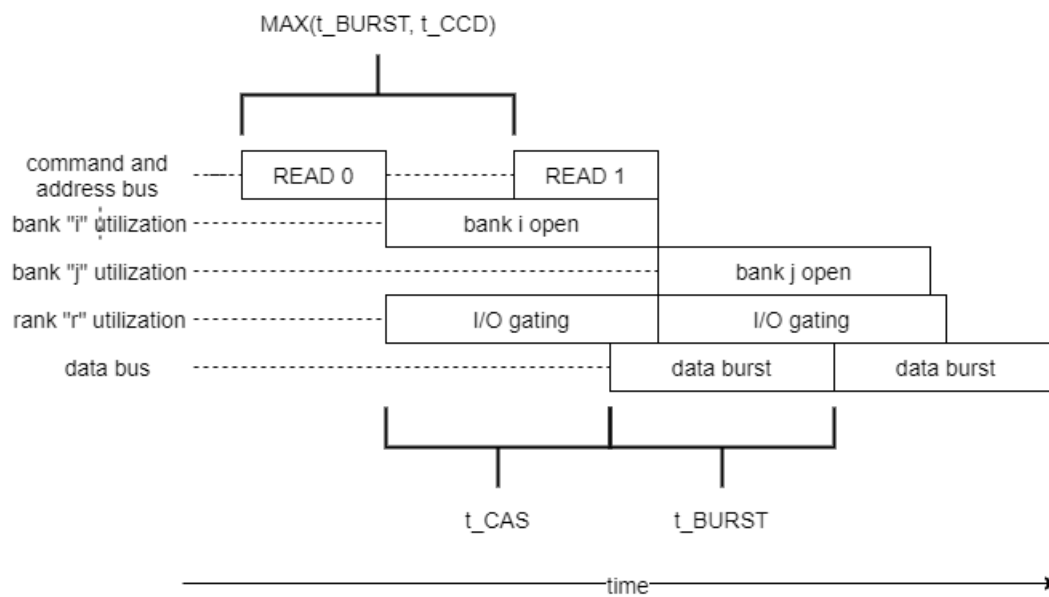 MAX(t_BURST, t_CCD)
command and
address bus
READ 0
READ 1
bank "i" utilization
bank i open
bank "j" utilization
bank j open
rank "r" utilization
I/O gating
I/O gating
data bus
data burst
data burst
t_CAS
t_BURST
time